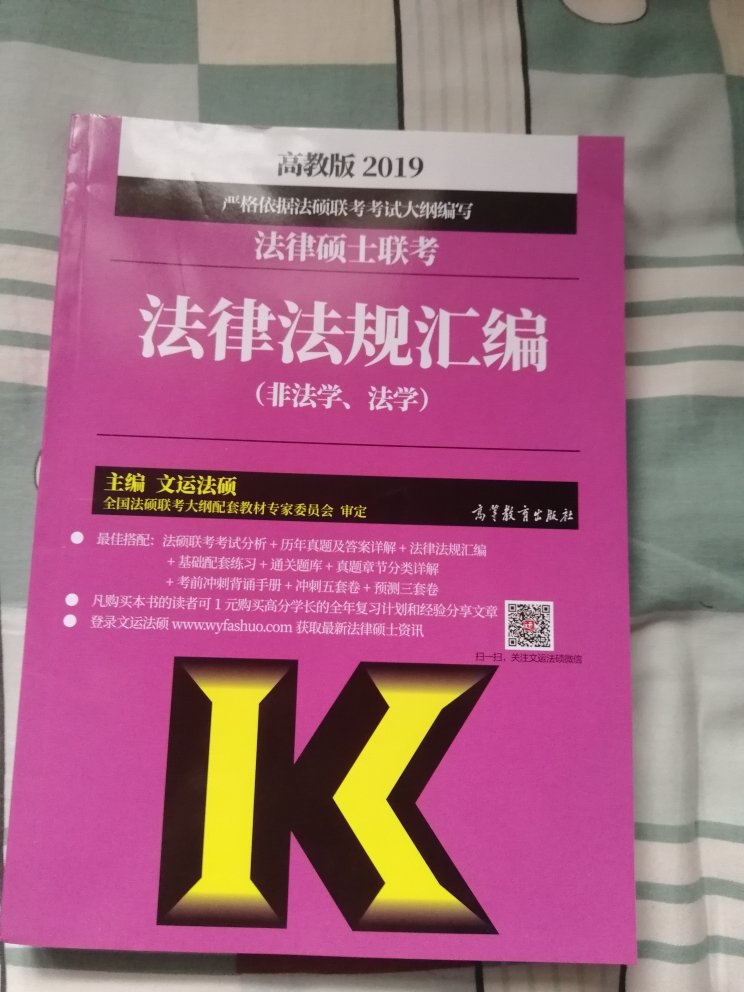 高教版 2019
严格依据法硕联考考试大纲编写
法律硕士联考
法律法规汇编
（非法学、法学）
主编 文运法硕
全国法硕联考大纲配套教材专家委员会 审定
高等教育出版社
最佳搭配：法硕联考考试分析+历年真题及答案详解+法律法规汇编
+基础配套练习+通关题库+真题章节分类详解
+考前冲刺背诵手册+冲刺五套卷+预测三套卷
凡购买本书的读者可 1 元购买高分学长的全年复习计划和经验分享文章
登录文运法硕 www.wyfashuo.com 获取最新法律硕士资讯
扫一扫，关注文运法硕微信
K